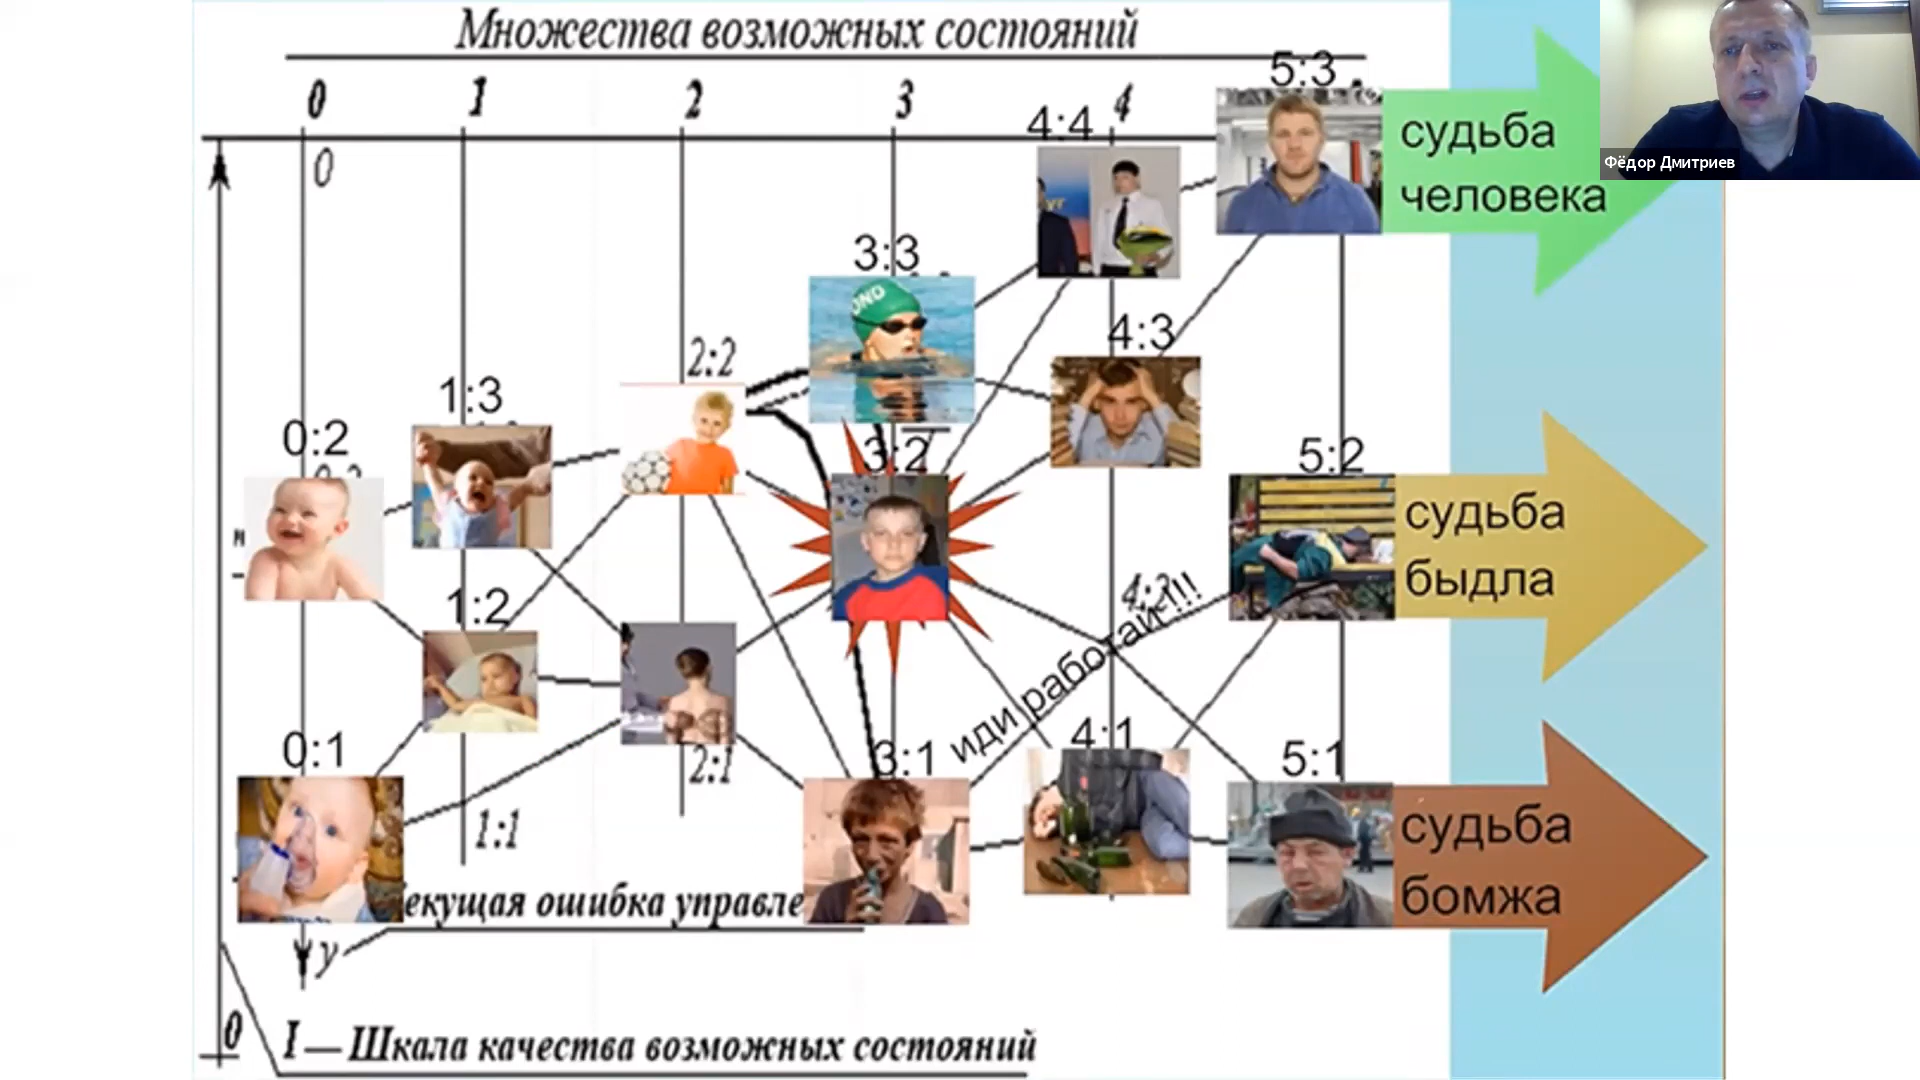 Множества возможных состояний
0 1 2 3 4 5:3
4:4
судьба
человека
Фёдор Дмитриев
0
3:3
2:2
4:3
1:3
0:2
3:2
5:2
судьба
быдла
1:2
4:2
иди работай!!!
0:1
2:1
3:1
4:1
5:1
1:1
судьба
бомжа
екущая ошибка управле
y
0
I — Шкала качества возможных состояний